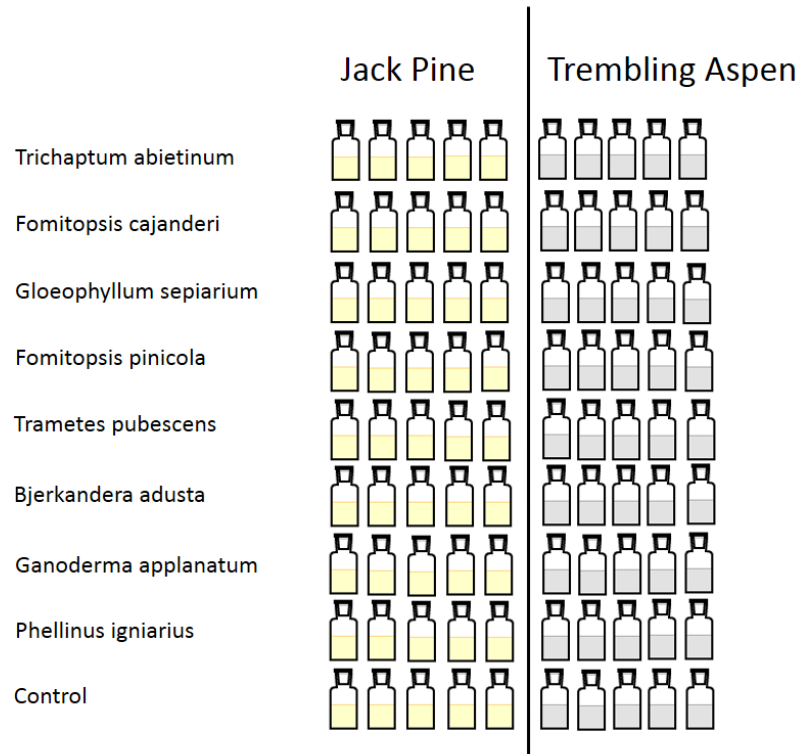 Jack Pine
Trembling Aspen
Trichaptum abietinum
Fomitopsis cajanderi
Gloeophyllum sepiarium
Fomitopsis pinicola
Trametes pubescens
Bjerkandera adusta
Ganoderma applanatum
Phellinus igniarius
Control